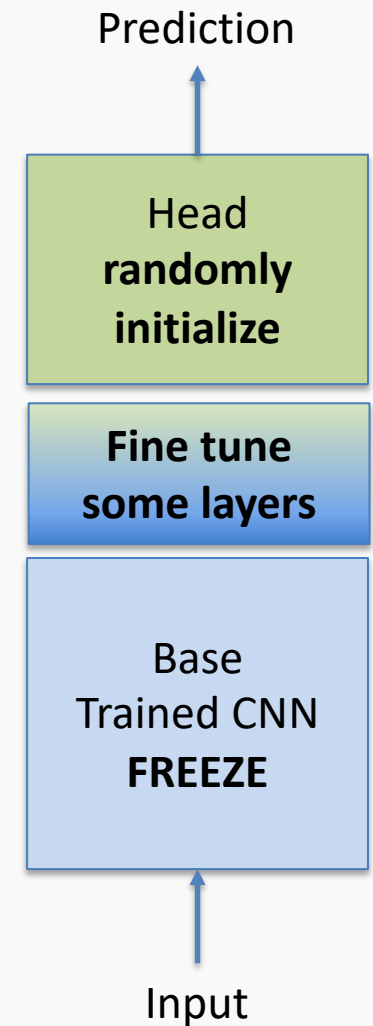 Prediction
Head
randomly
initialize
Fine tune
some layers
Base
Trained CNN
FREEZE
Input